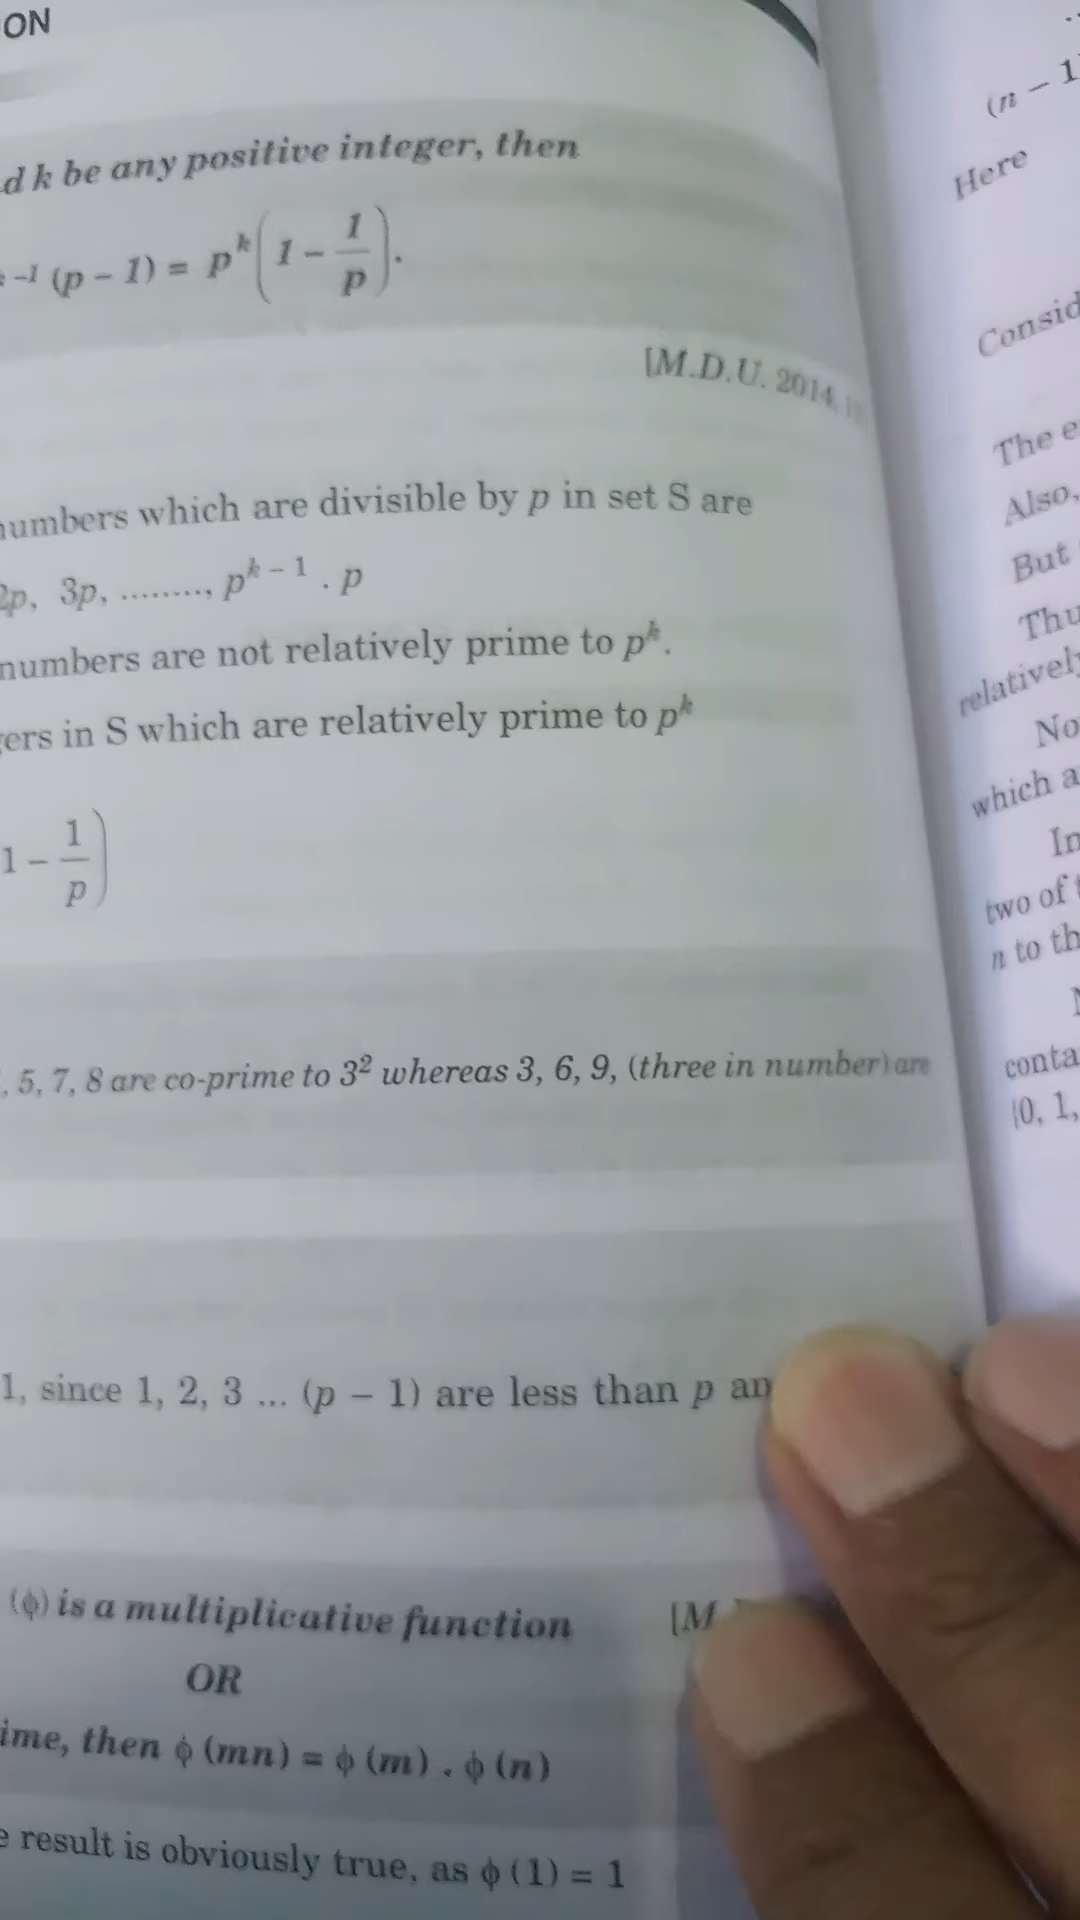 ON
d k be any positive integer, then
-1 (p – 1) = p^k (1 – 1/p).
[M.D.U. 2014,
numbers which are divisible by p in set S are
2p, 3p, ........., p^{k – 1} . p
numbers are not relatively prime to p^k.
gers in S which are relatively prime to p^k
1 – 1/p)
, 5, 7, 8 are co-prime to 3² whereas 3, 6, 9, (three in number) are
1, since 1, 2, 3 ... (p – 1) are less than p an
(ϕ) is a multiplicative function [M
OR
ime, then ϕ (mn) = ϕ (m) . ϕ (n)
e result is obviously true, as ϕ (1) = 1
(n – 1
Here
Consid
The e
Also,
But
Thu
relatively
No
which a
In
two of t
n to th
conta
{0, 1,